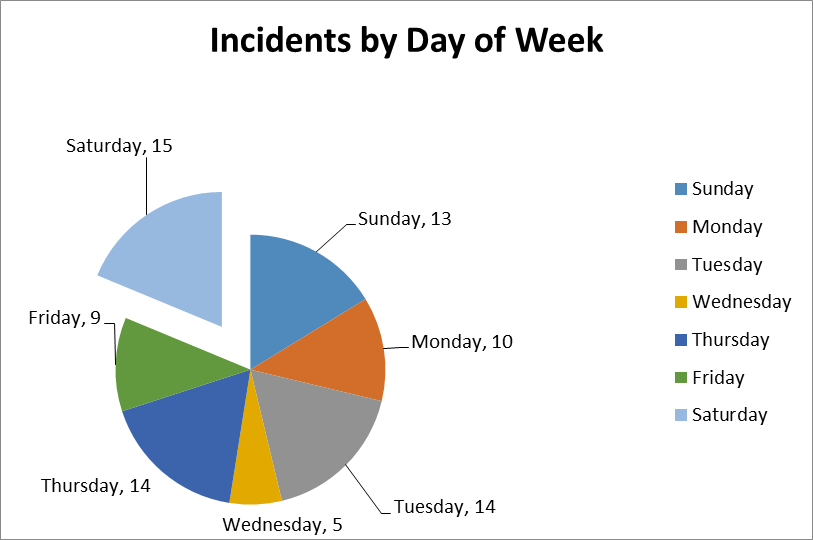 Incidents by Day of Week
Saturday, 15
Sunday, 13
Friday, 9
Monday, 10
Thursday, 14
Tuesday, 14
Wednesday, 5
Sunday
Monday
Tuesday
Wednesday
Thursday
Friday
Saturday